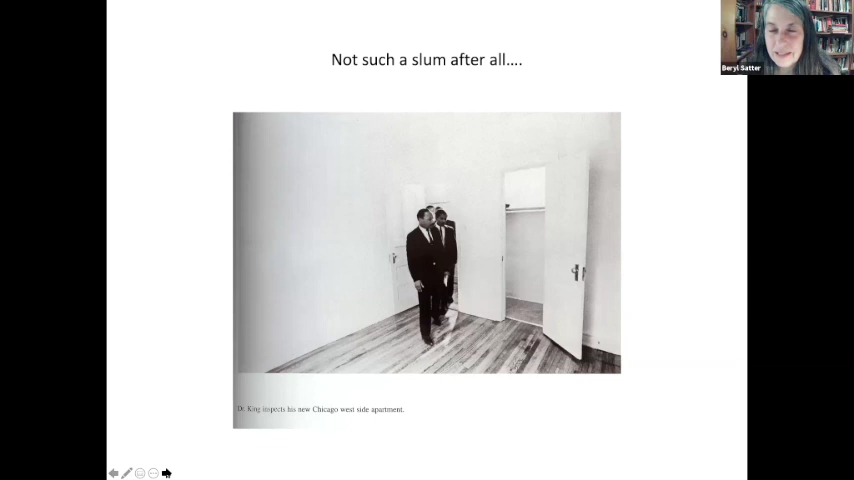 Not such a slum after all....
Beryl Satter
Dr. King inspects his new Chicago west side apartment.